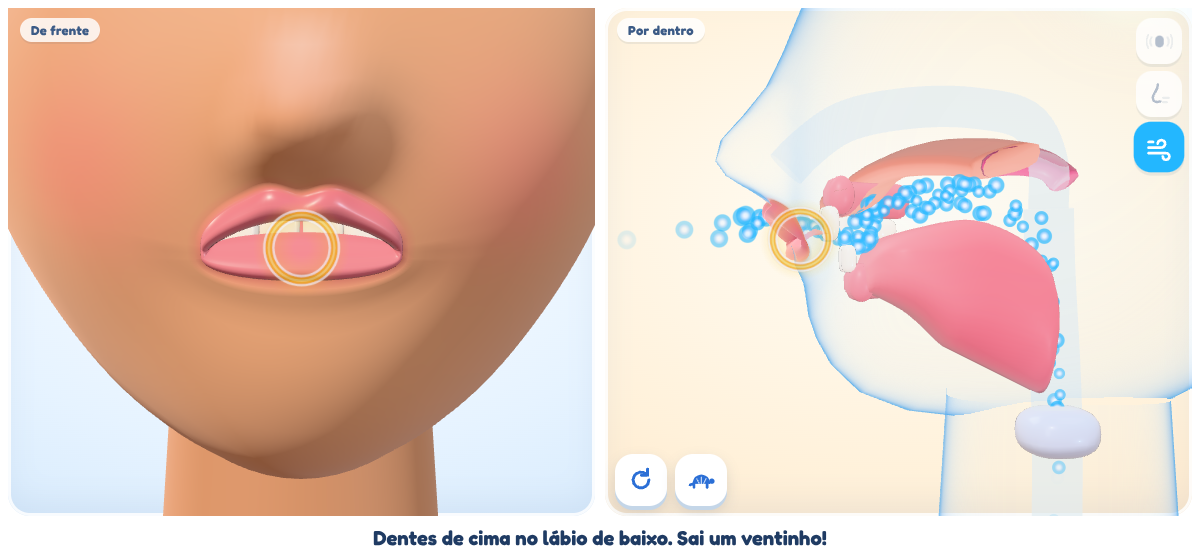 De frente
Por dentro
Dentes de cima no lábio de baixo. Sai um ventinho!